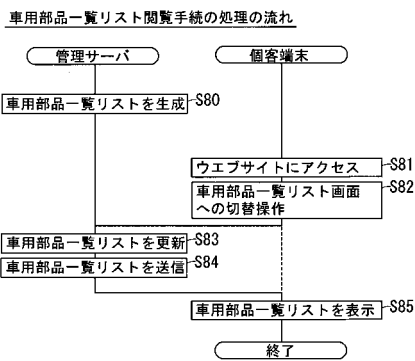 車用部品一覧リスト閲覧手続の処理の流れ
管理サーバ
個客端末
車用部品一覧リストを生成
S80
ウエブサイトにアクセス
S81
車用部品一覧リスト画面
への切替操作
S82
車用部品一覧リストを更新
S83
車用部品一覧リストを送信
S84
車用部品一覧リストを表示
S85
終了